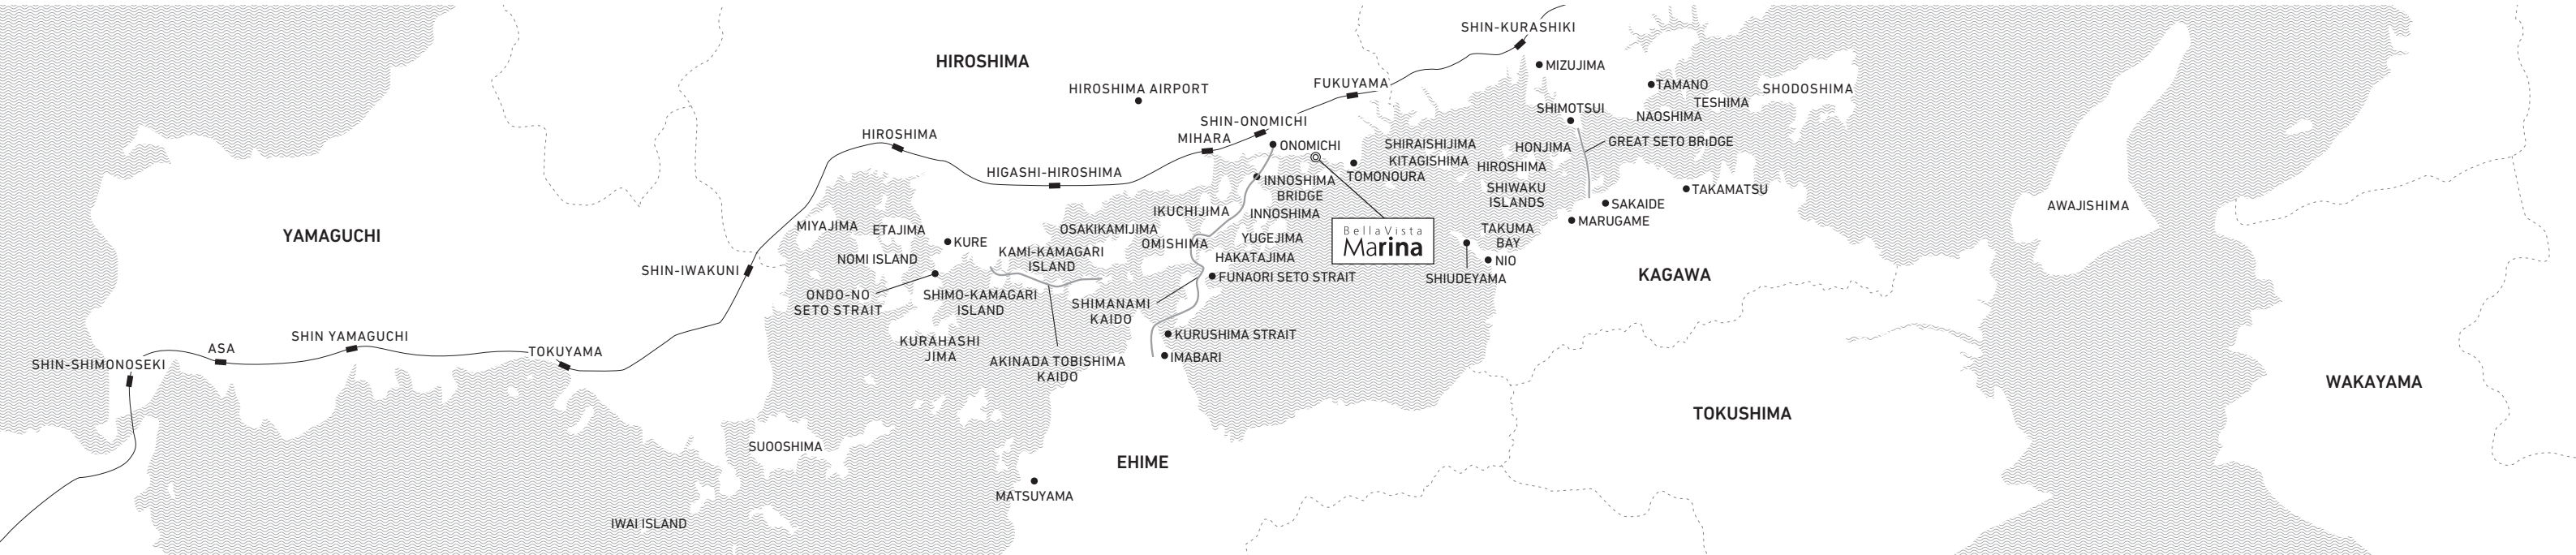 SHIN-KURASHIKI
HIROSHIMA
MIZUJIMA
FUKUYAMA
HIROSHIMA AIRPORT
TAMANO
SHODOSHIMA
TESHIMA
SHIMOTSUI
NAOSHIMA
SHIN-ONOMICHI
HIROSHIMA
MIHARA
ONOMICHI
SHIRAISHIJIMA
HONJIMA
GREAT SETO BRIDGE
KITAGISHIMA
HIROSHIMA
HIGASHI-HIROSHIMA
TOMONOURA
INNOSHIMA
BRIDGE
SHIWAKU
ISLANDS
TAKAMATSU
SAKAIDE
AWAJISHIMA
IKUCHIJIMA
INNOSHIMA
MARUGAME
MIYAJIMA
ETAJIMA
OSAKIKAMIJIMA
BellaVista
Marina
TAKUMA
BAY
YAMAGUCHI
KURE
OMISHIMA
YUGEJIMA
KAMI-KAMAGARI
ISLAND
NOMI ISLAND
HAKATAJIMA
NIO
SHIN-IWAKUNI
FUNAORI SETO STRAIT
SHIUDEYAMA
KAGAWA
ONDO-NO
SETO STRAIT
SHIMO-KAMAGARI
ISLAND
SHIMANAMI
KAIDO
SHIN YAMAGUCHI
KURUSHIMA STRAIT
ASA
TOKUYAMA
KURAHASHI
JIMA
AKINADA TOBISHIMA
KAIDO
IMABARI
SHIN-SHIMONOSEKI
WAKAYAMA
TOKUSHIMA
SUOOSHIMA
EHIME
MATSUYAMA
IWAI ISLAND